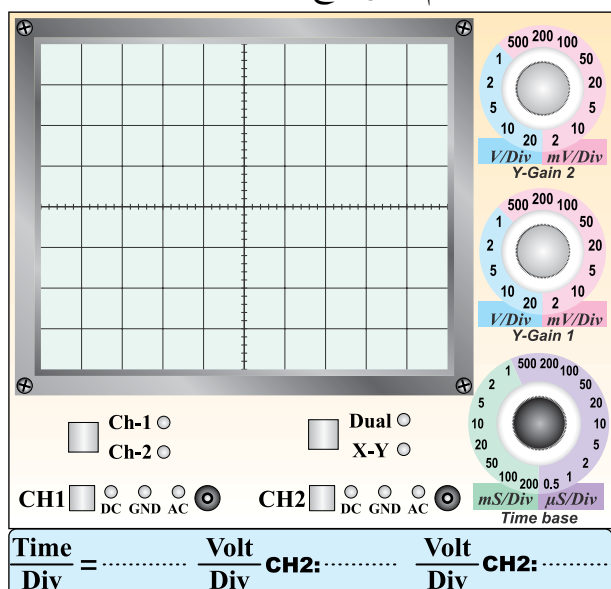 500 200 100
1 50
2 20
5 5
10 10
20 2
V/Div mV/Div
Y-Gain 2
500 200 100
1 50
2 20
5 5
10 10
20 2
V/Div mV/Div
Y-Gain 1
500 200 100
1 50
2 20
5 10
10 5
20 2
50 1
100 200 0.5
mS/Div µS/Div
Time base
Ch-1 Dual
Ch-2 X-Y
CH1 DC GND AC CH2 DC GND AC
Time/Div = ············ Volt/Div CH2: ············ Volt/Div CH2: ············